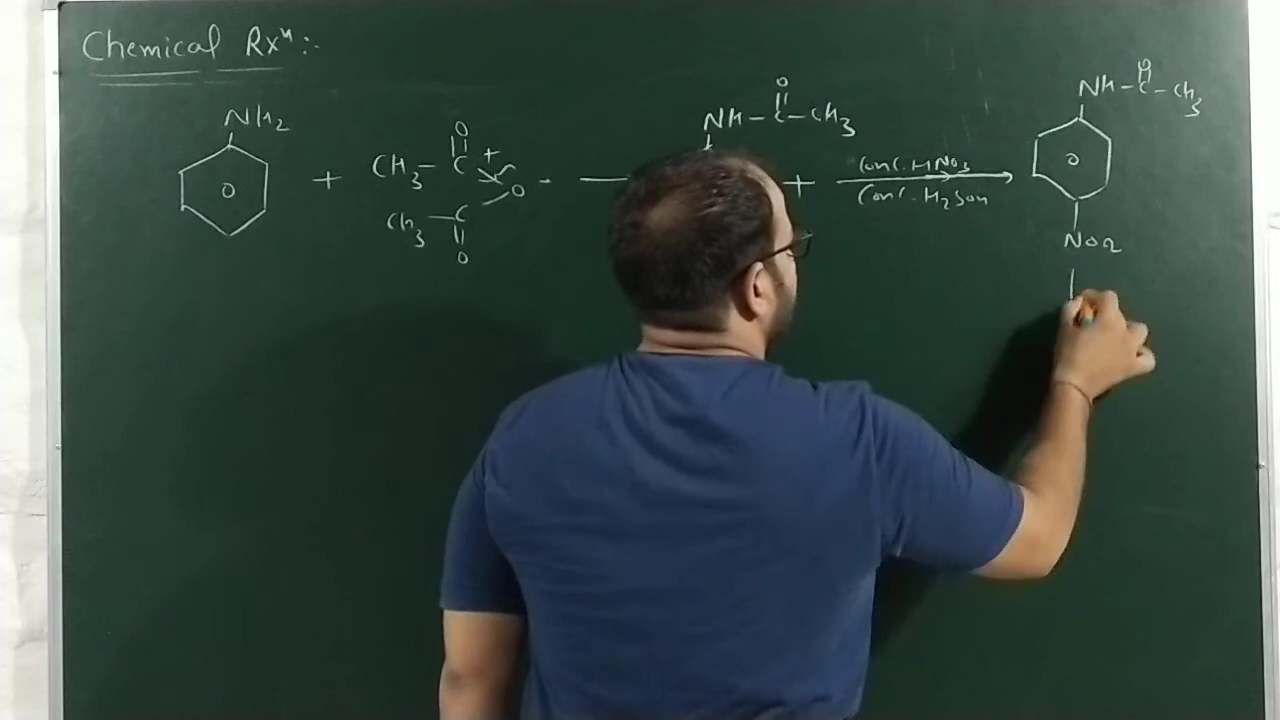 Chemical Rxⁿ :-
NH2 + CH3 - C = O + O - C = O CH3 NH - C = O - CH3 + conc. HNO3 conc. H2SO4 NH - C = O - CH3
NO2